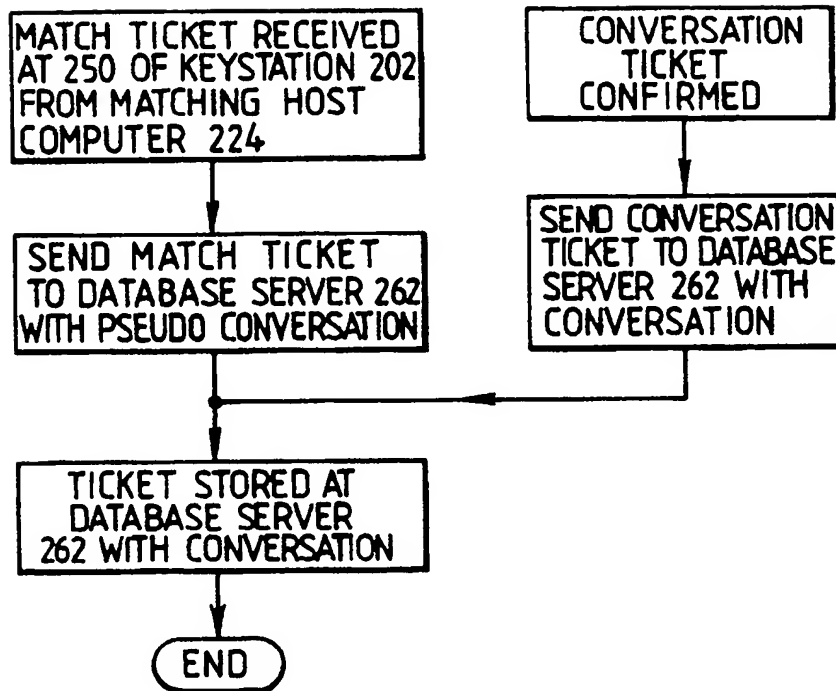 MATCH TICKET RECEIVED
AT 250 OF KEYSTATION 202
FROM MATCHING HOST
COMPUTER 224
CONVERSATION
TICKET
CONFIRMED
SEND MATCH TICKET
TO DATABASE SERVER 262
WITH PSEUDO CONVERSATION
SEND CONVERSATION
TICKET TO DATABASE
SERVER 262 WITH
CONVERSATION
TICKET STORED AT
DATABASE SERVER
262 WITH CONVERSATION
END